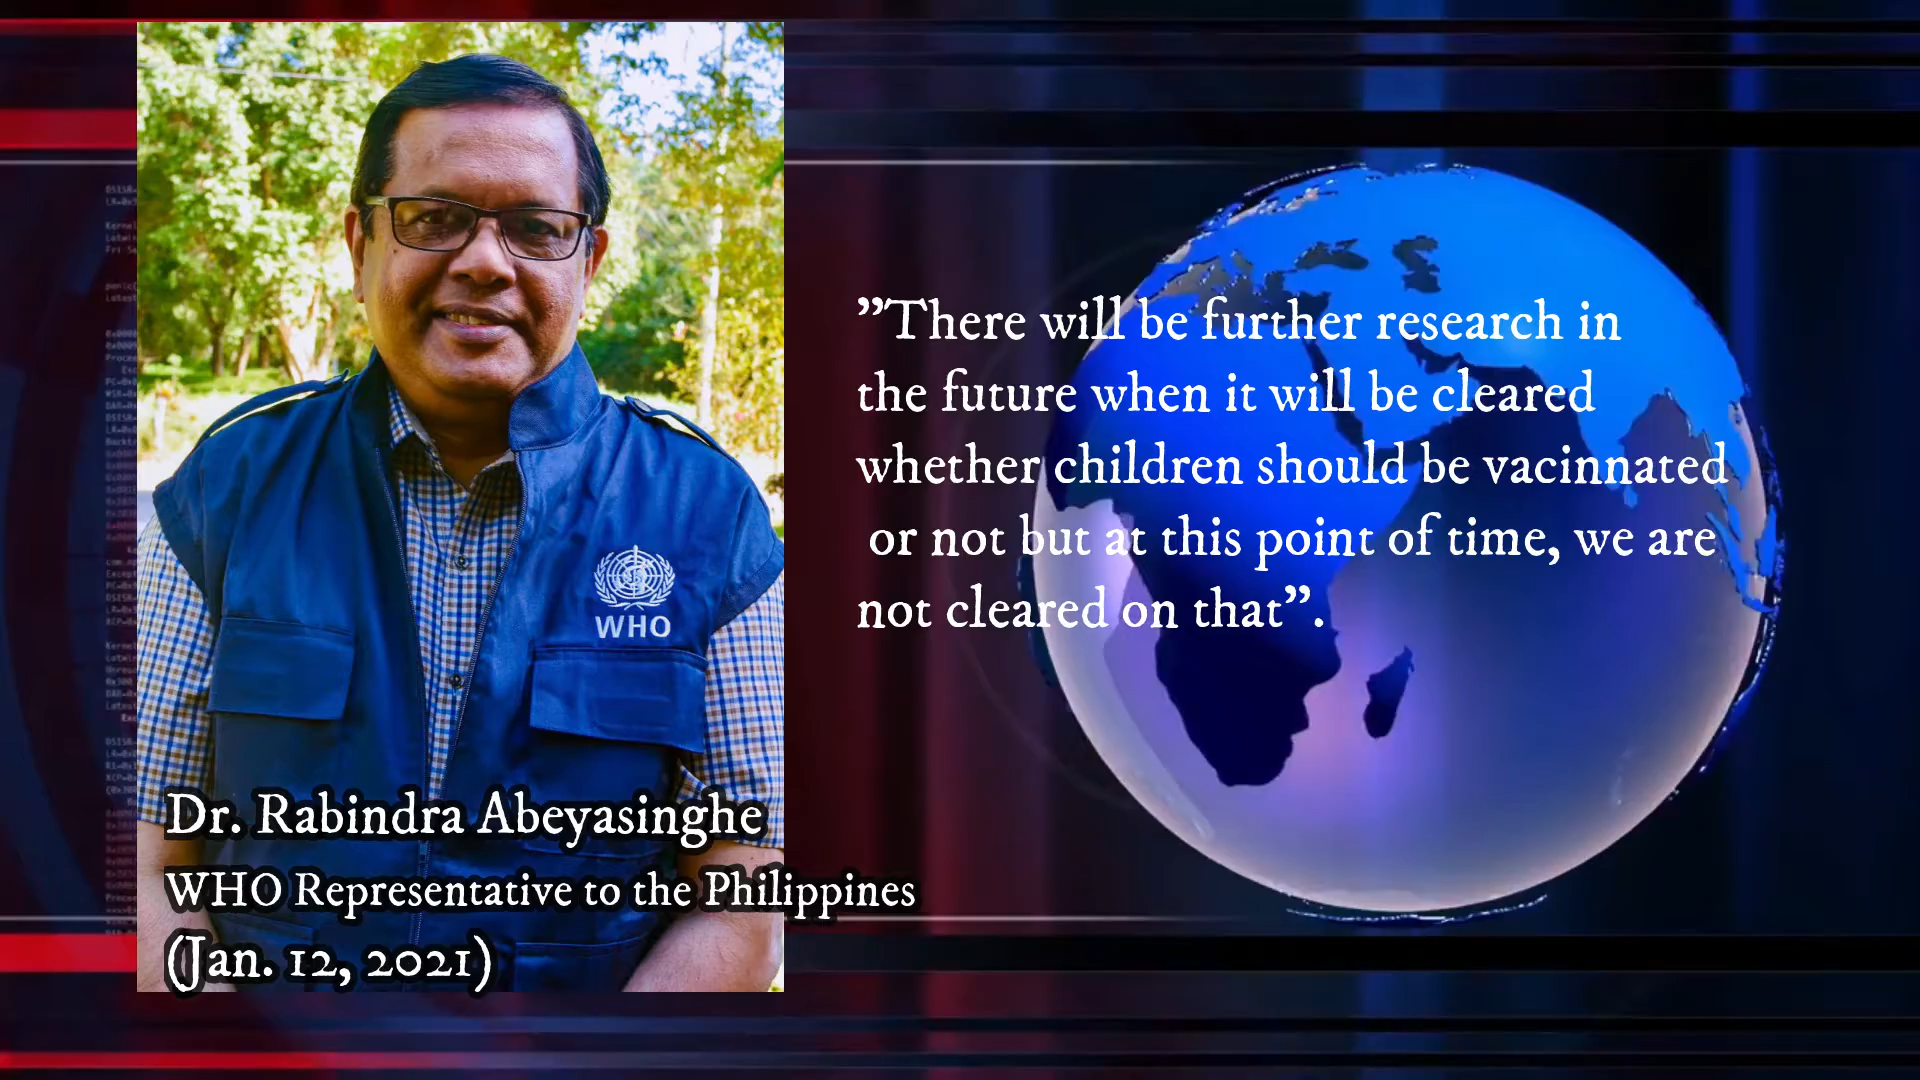 "There will be further research in
the future when it will be cleared
whether children should be vacinnated
or not but at this point of time, we are
not cleared on that".
WHO
Dr. Rabindra Abeyasinghe
WHO Representative to the Philippines
(Jan. 12, 2021)